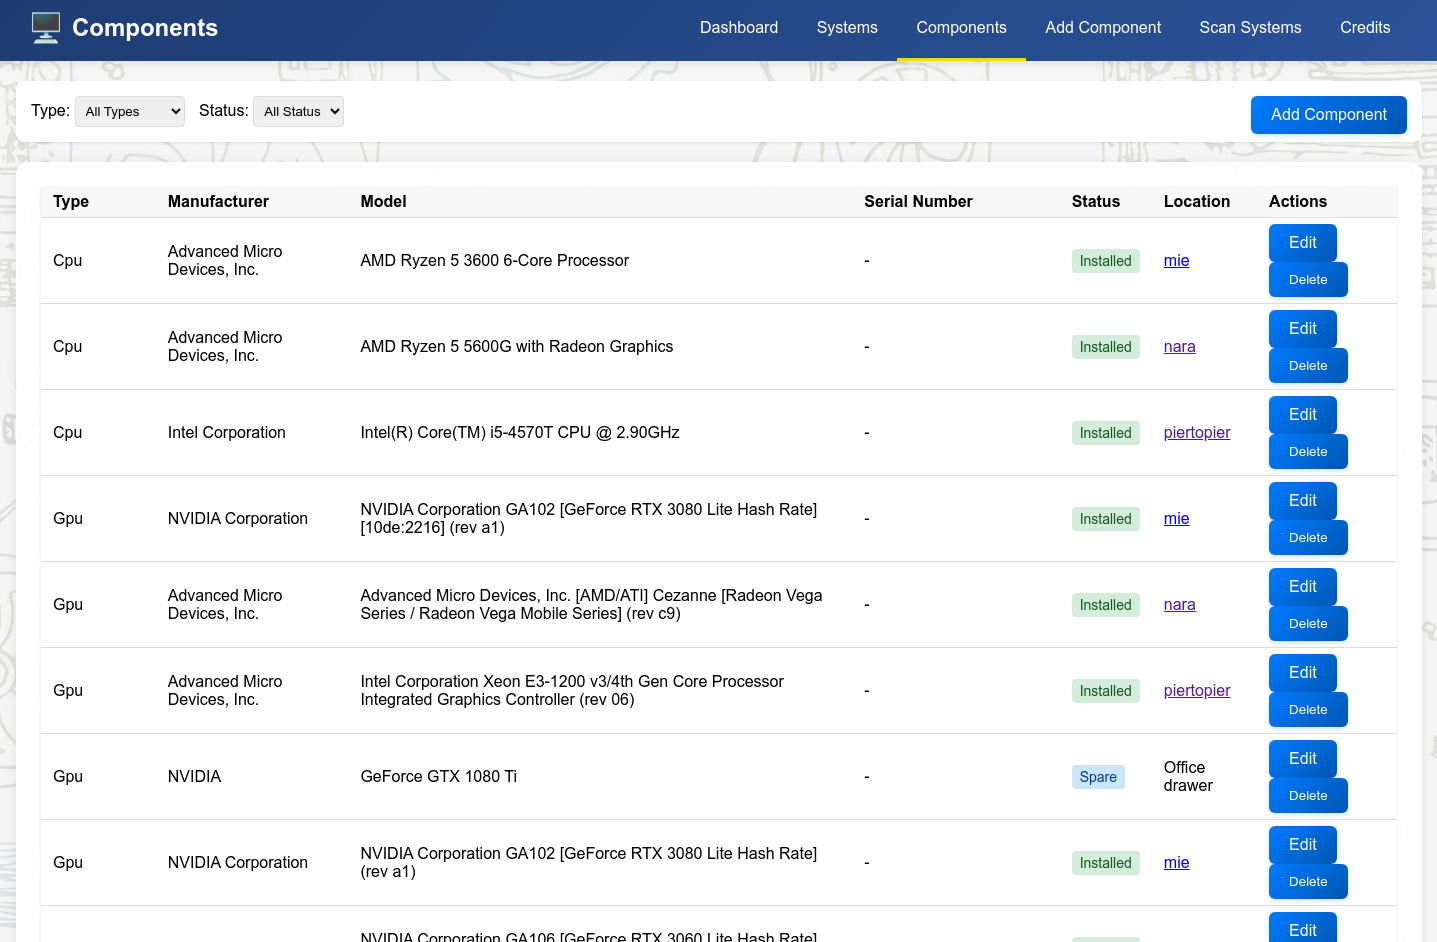 Components
Dashboard Systems Components Add Component Scan Systems Credits
Type: All Types Status: All Status Add Component
Type Manufacturer Model Serial Number Status Location Actions
Cpu Advanced Micro Devices, Inc. AMD Ryzen 5 3600 6-Core Processor - Installed mie Edit Delete
Cpu Advanced Micro Devices, Inc. AMD Ryzen 5 5600G with Radeon Graphics - Installed nara Edit Delete
Cpu Intel Corporation Intel(R) Core(TM) i5-4570T CPU @ 2.90GHz - Installed piertopier Edit Delete
Gpu NVIDIA Corporation NVIDIA Corporation GA102 [GeForce RTX 3080 Lite Hash Rate] [10de:2216] (rev a1) - Installed mie Edit Delete
Gpu Advanced Micro Devices, Inc. Advanced Micro Devices, Inc. [AMD/ATI] Cezanne [Radeon Vega Series / Radeon Vega Mobile Series] (rev c9) - Installed nara Edit Delete
Gpu Advanced Micro Devices, Inc. Intel Corporation Xeon E3-1200 v3/4th Gen Core Processor Integrated Graphics Controller (rev 06) - Installed piertopier Edit Delete
Gpu NVIDIA GeForce GTX 1080 Ti - Spare Office drawer Edit Delete
Gpu NVIDIA Corporation NVIDIA Corporation GA102 [GeForce RTX 3080 Lite Hash Rate] (rev a1) - Installed mie Edit Delete
NVIDIA Corporation GA106 [GeForce RTX 3060 Lite Hash Rate] Edit